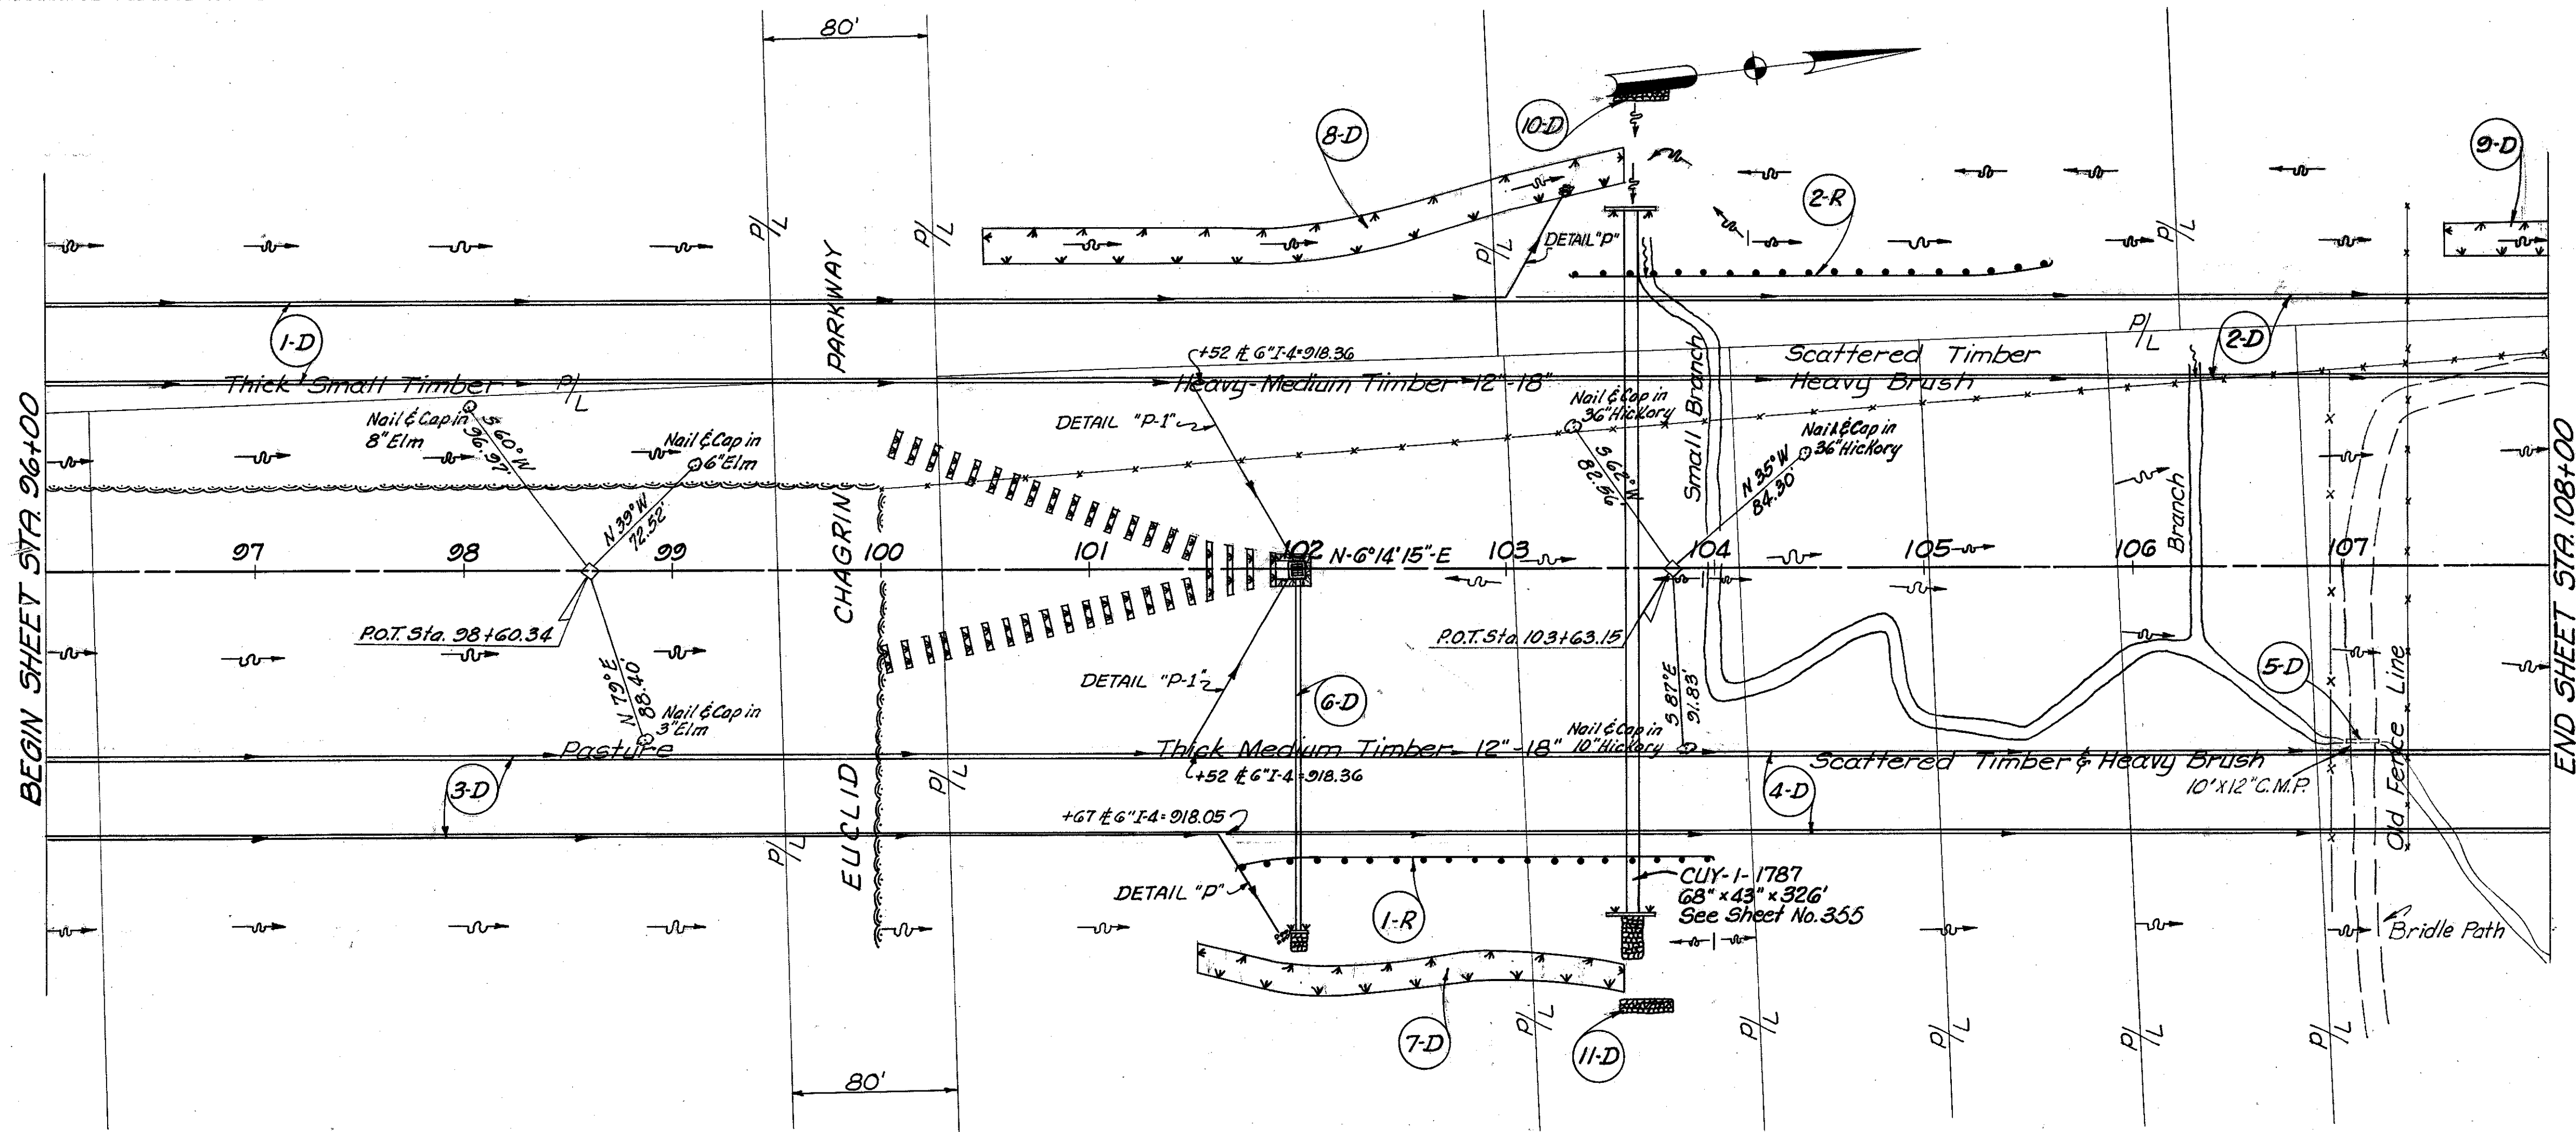 80'
10-D
8-D
9-D
2-R
P/L
P/L
P/L
P/L
DETAIL "P"
PARKWAY
1-D
2-D
P/L
Small Branch
+52 ₤ 6" I-4=918.36
Scattered Timber
Heavy Brush
Thick Small Timber
P/L
Heavy-Medium Timber 12"-18"
Nail & Cap in
8" Elm
S 60° W
96.97'
Nail & Cap in
6" Elm
N 39° W
72.52'
DETAIL "P-1"
Nail & Cap in
36" Hickory
S 62° W
82.56'
Nail & Cap in
36" Hickory
N 35° W
84.30'
BEGIN SHEET STA. 96+00
END SHEET STA. 108+00
97
98
99
100
101
102
N-6°14'15"-E
103
104
105
106
107
Branch
CHAGRIN
P.O.T. Sta. 98+60.34
P.O.T. Sta. 103+63.15
N 79° E
88.40'
Nail & Cap in
3" Elm
Pasture
DETAIL "P-1"
6-D
S 87° E
91.83'
Nail & Cap in
10" Hickory
5-D
Old Fence Line
Thick Medium Timber 12"-18"
Scattered Timber & Heavy Brush
10' X 12" C.M.P.
3-D
4-D
P/L
+52 ₤ 6" I-4=918.36
+67 ₤ 6" I-4=918.05
EUCLID
P/L
DETAIL "P"
1-R
CUY-1-1787
68" x 43" x 326'
See Sheet No. 355
Bridle Path
7-D
11-D
P/L
P/L
P/L
P/L
P/L
80'